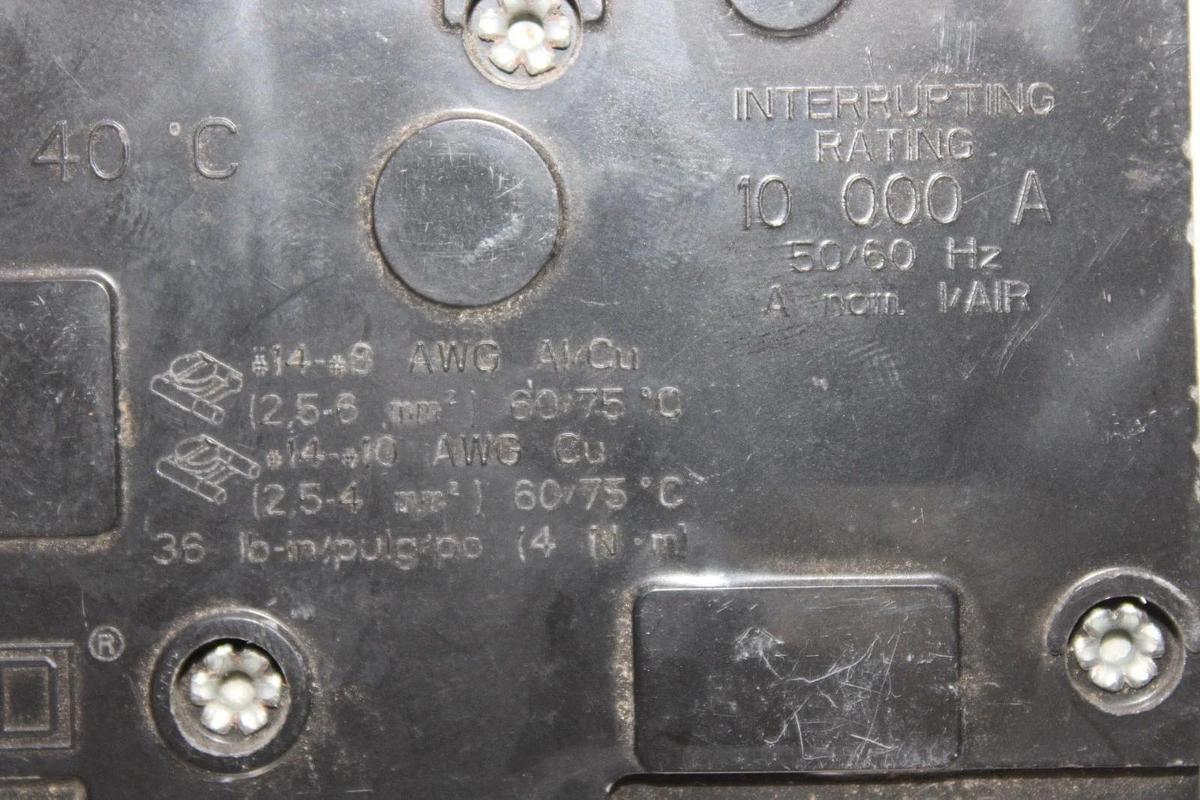 INTERRUPTING
RATING
40 °C
10 000 A
50/60 Hz
A nom. I/AIR
#14-#8 AWG Al/Cu
(2,5-6 mm²) 60/75 °C
#14-#10 AWG Cu
(2,5-4 mm²) 60/75 °C
36 lb-in/pulg/po (4 N·m)
®